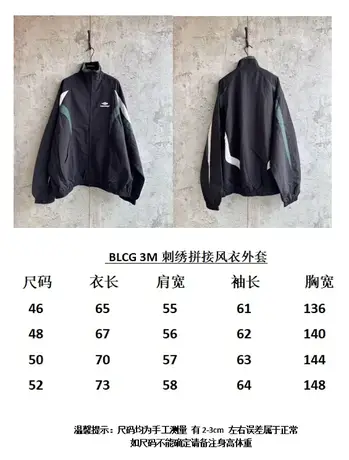 BLCG 3M 刺绣拼接风衣外套
尺码 衣长 肩宽 袖长 胸宽
46 65 55 61 136
48 67 56 62 140
50 70 57 63 144
52 73 58 64 148
温馨提示：尺码均为手工测量 有2-3cm 左右误差属于正常
如尺码不能确定请备注身高体重